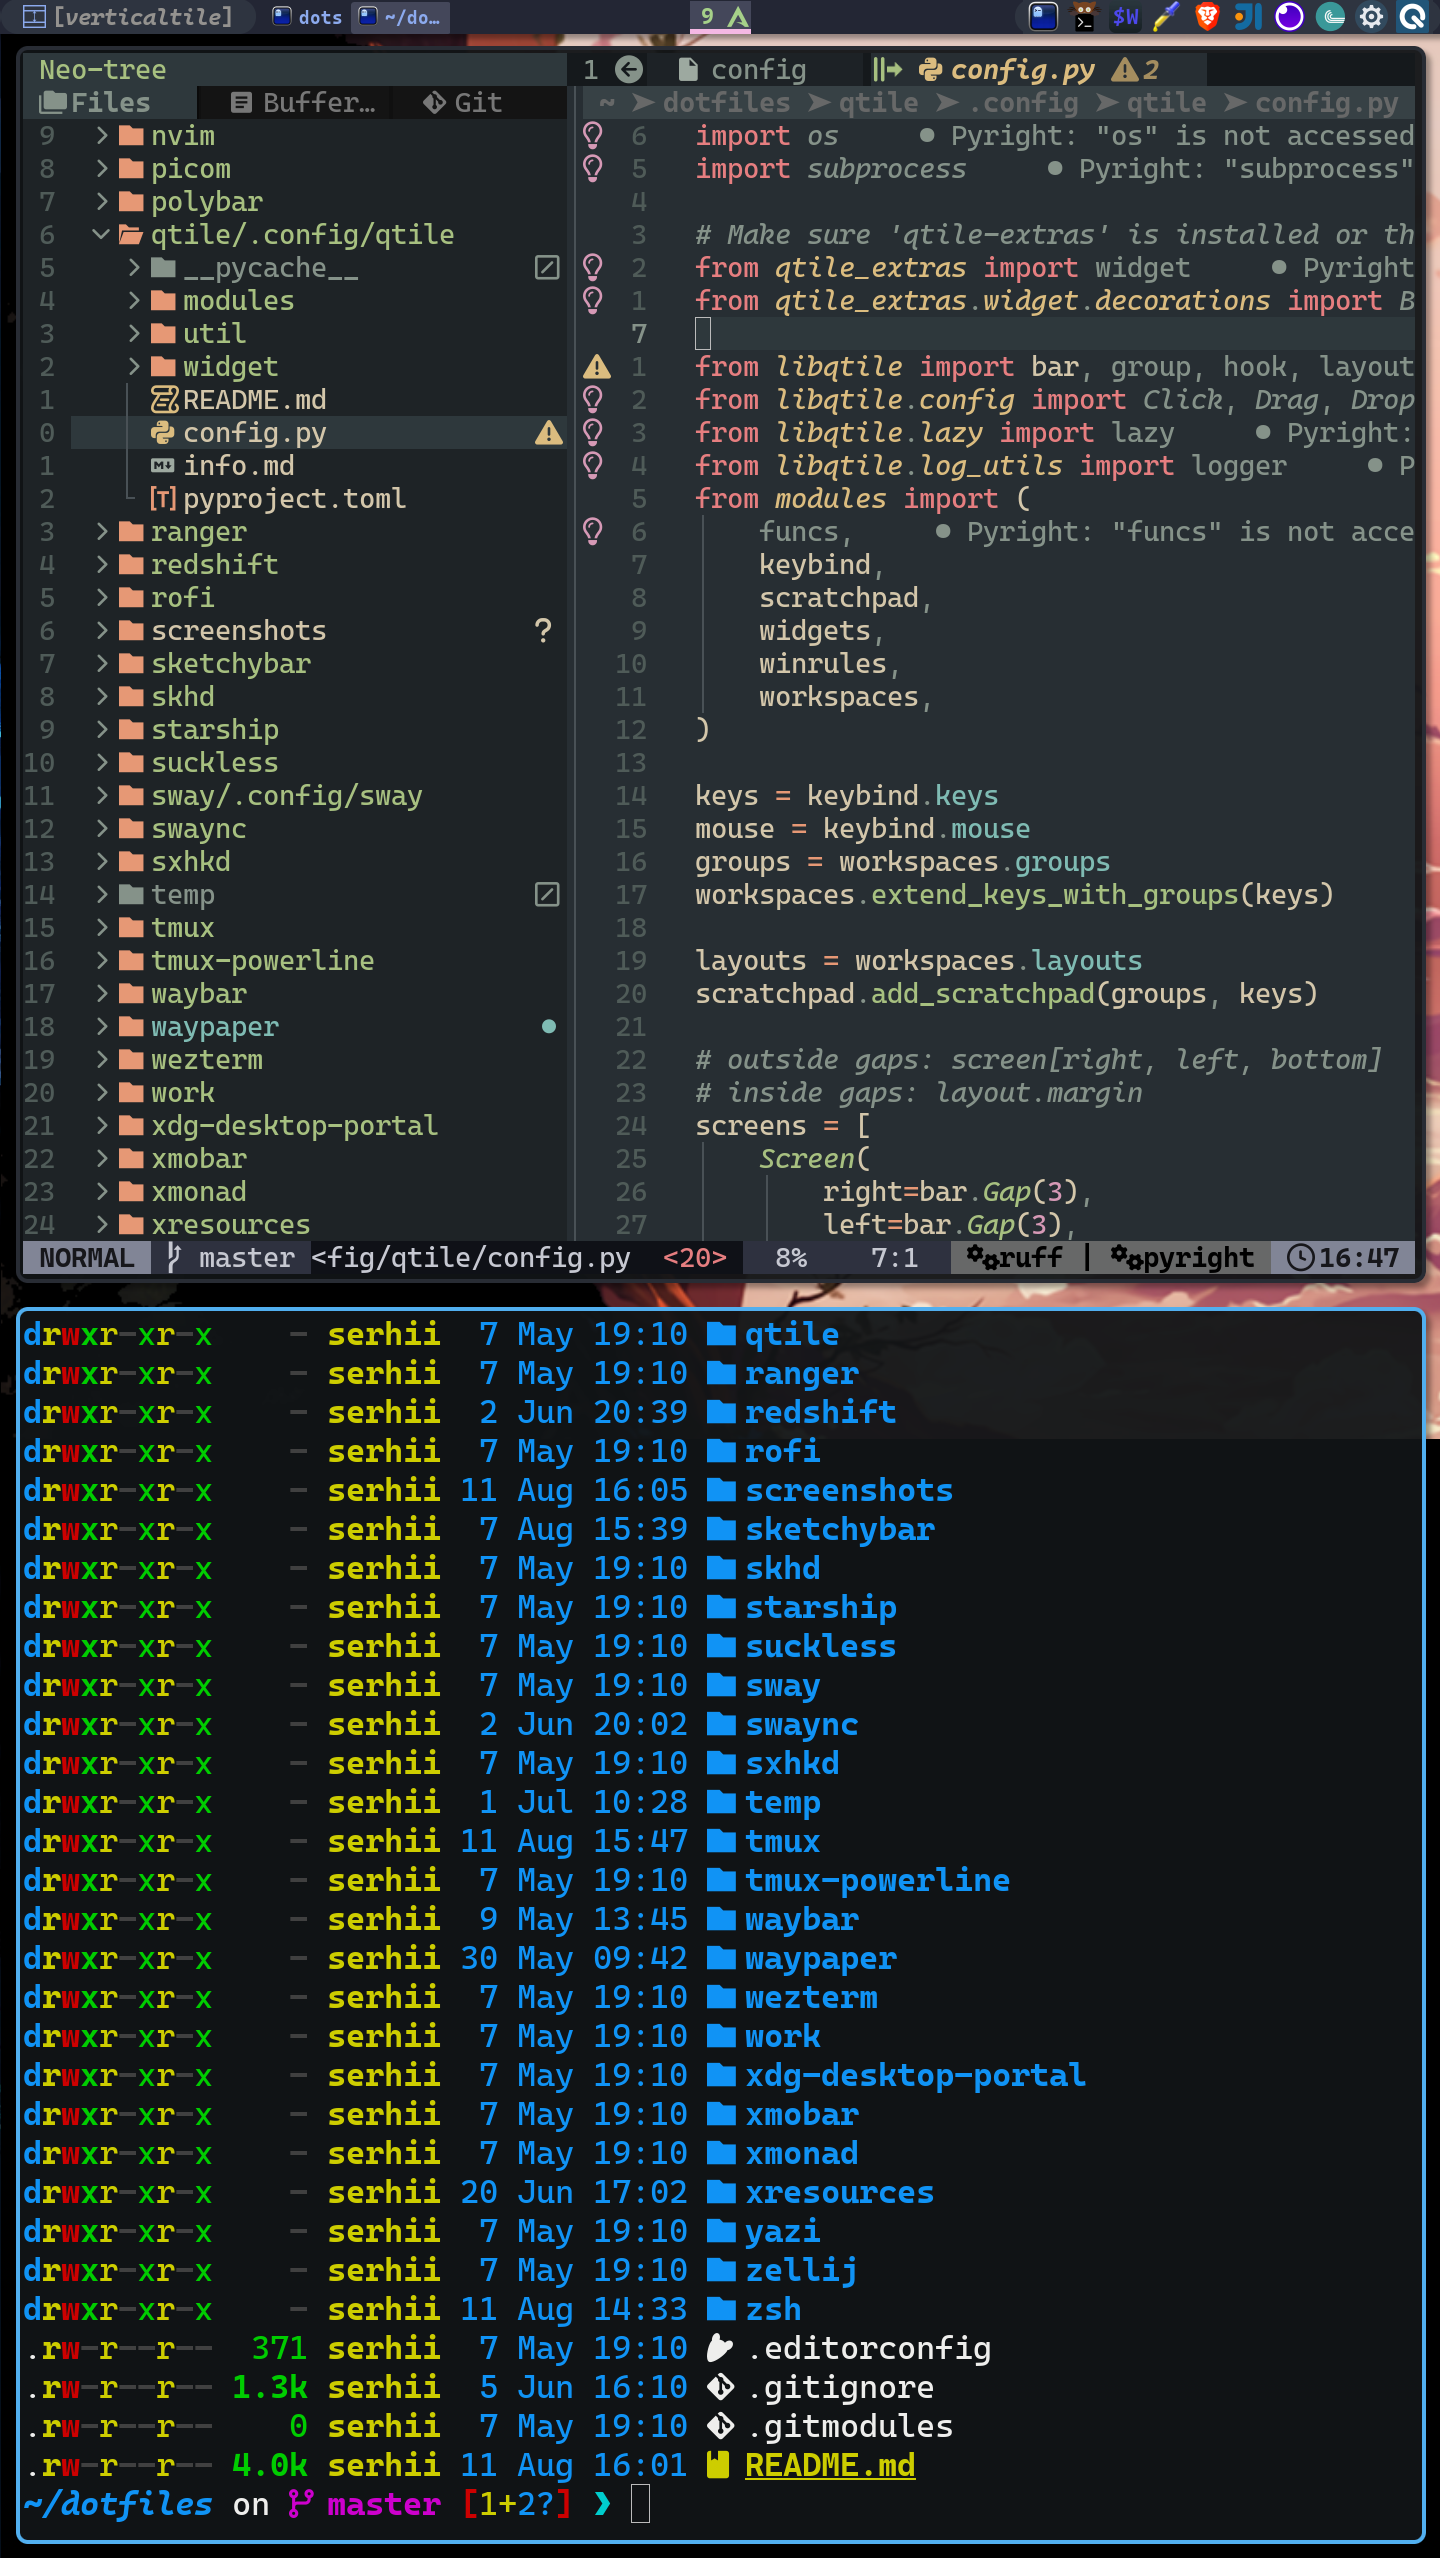 [verticaltile] dots ~/do… 9 $W
Neo-tree 1 config config.py 2
Files Buffer… Git ~ ➤ dotfiles ➤ qtile ➤ .config ➤ qtile ➤ config.py
9 > nvim 6 import os ● Pyright: "os" is not accessed
8 > picom 5 import subprocess ● Pyright: "subprocess"
7 > polybar 4
6 qtile/.config/qtile 3 # Make sure 'qtile-extras' is installed or th
5 > __pycache__ 2 from qtile_extras import widget ● Pyright
4 > modules 1 from qtile_extras.widget.decorations import B
3 > util 7
2 > widget 1 from libqtile import bar, group, hook, layout
1 README.md 2 from libqtile.config import Click, Drag, Drop
0 config.py 3 from libqtile.lazy import lazy ● Pyright:
1 info.md 4 from libqtile.log_utils import logger ● P
2 [T] pyproject.toml 5 from modules import (
3 > ranger 6 funcs, ● Pyright: "funcs" is not acce
4 > redshift 7 keybind,
5 > rofi 8 scratchpad,
6 > screenshots ? 9 widgets,
7 > sketchybar 10 winrules,
8 > skhd 11 workspaces,
9 > starship 12 )
10 > suckless 13
11 > sway/.config/sway 14 keys = keybind.keys
12 > swaync 15 mouse = keybind.mouse
13 > sxhkd 16 groups = workspaces.groups
14 > temp 17 workspaces.extend_keys_with_groups(keys)
15 > tmux 18
16 > tmux-powerline 19 layouts = workspaces.layouts
17 > waybar 20 scratchpad.add_scratchpad(groups, keys)
18 > waypaper ● 21
19 > wezterm 22 # outside gaps: screen[right, left, bottom]
20 > work 23 # inside gaps: layout.margin
21 > xdg-desktop-portal 24 screens = [
22 > xmobar 25 Screen(
23 > xmonad 26 right=bar.Gap(3),
24 > xresources 27 left=bar.Gap(3),
NORMAL master <fig/qtile/config.py <20> 8% 7:1 ruff | pyright 16:47
drwxr-xr-x - serhii 7 May 19:10 qtile
drwxr-xr-x - serhii 7 May 19:10 ranger
drwxr-xr-x - serhii 2 Jun 20:39 redshift
drwxr-xr-x - serhii 7 May 19:10 rofi
drwxr-xr-x - serhii 11 Aug 16:05 screenshots
drwxr-xr-x - serhii 7 Aug 15:39 sketchybar
drwxr-xr-x - serhii 7 May 19:10 skhd
drwxr-xr-x - serhii 7 May 19:10 starship
drwxr-xr-x - serhii 7 May 19:10 suckless
drwxr-xr-x - serhii 7 May 19:10 sway
drwxr-xr-x - serhii 2 Jun 20:02 swaync
drwxr-xr-x - serhii 7 May 19:10 sxhkd
drwxr-xr-x - serhii 1 Jul 10:28 temp
drwxr-xr-x - serhii 11 Aug 15:47 tmux
drwxr-xr-x - serhii 7 May 19:10 tmux-powerline
drwxr-xr-x - serhii 9 May 13:45 waybar
drwxr-xr-x - serhii 30 May 09:42 waypaper
drwxr-xr-x - serhii 7 May 19:10 wezterm
drwxr-xr-x - serhii 7 May 19:10 work
drwxr-xr-x - serhii 7 May 19:10 xdg-desktop-portal
drwxr-xr-x - serhii 7 May 19:10 xmobar
drwxr-xr-x - serhii 7 May 19:10 xmonad
drwxr-xr-x - serhii 20 Jun 17:02 xresources
drwxr-xr-x - serhii 7 May 19:10 yazi
drwxr-xr-x - serhii 7 May 19:10 zellij
drwxr-xr-x - serhii 11 Aug 14:33 zsh
.rw-r--r-- 371 serhii 7 May 19:10 .editorconfig
.rw-r--r-- 1.3k serhii 5 Jun 16:10 .gitignore
.rw-r--r-- 0 serhii 7 May 19:10 .gitmodules
.rw-r--r-- 4.0k serhii 11 Aug 16:01 README.md
~/dotfiles on master [1+2?] ❯